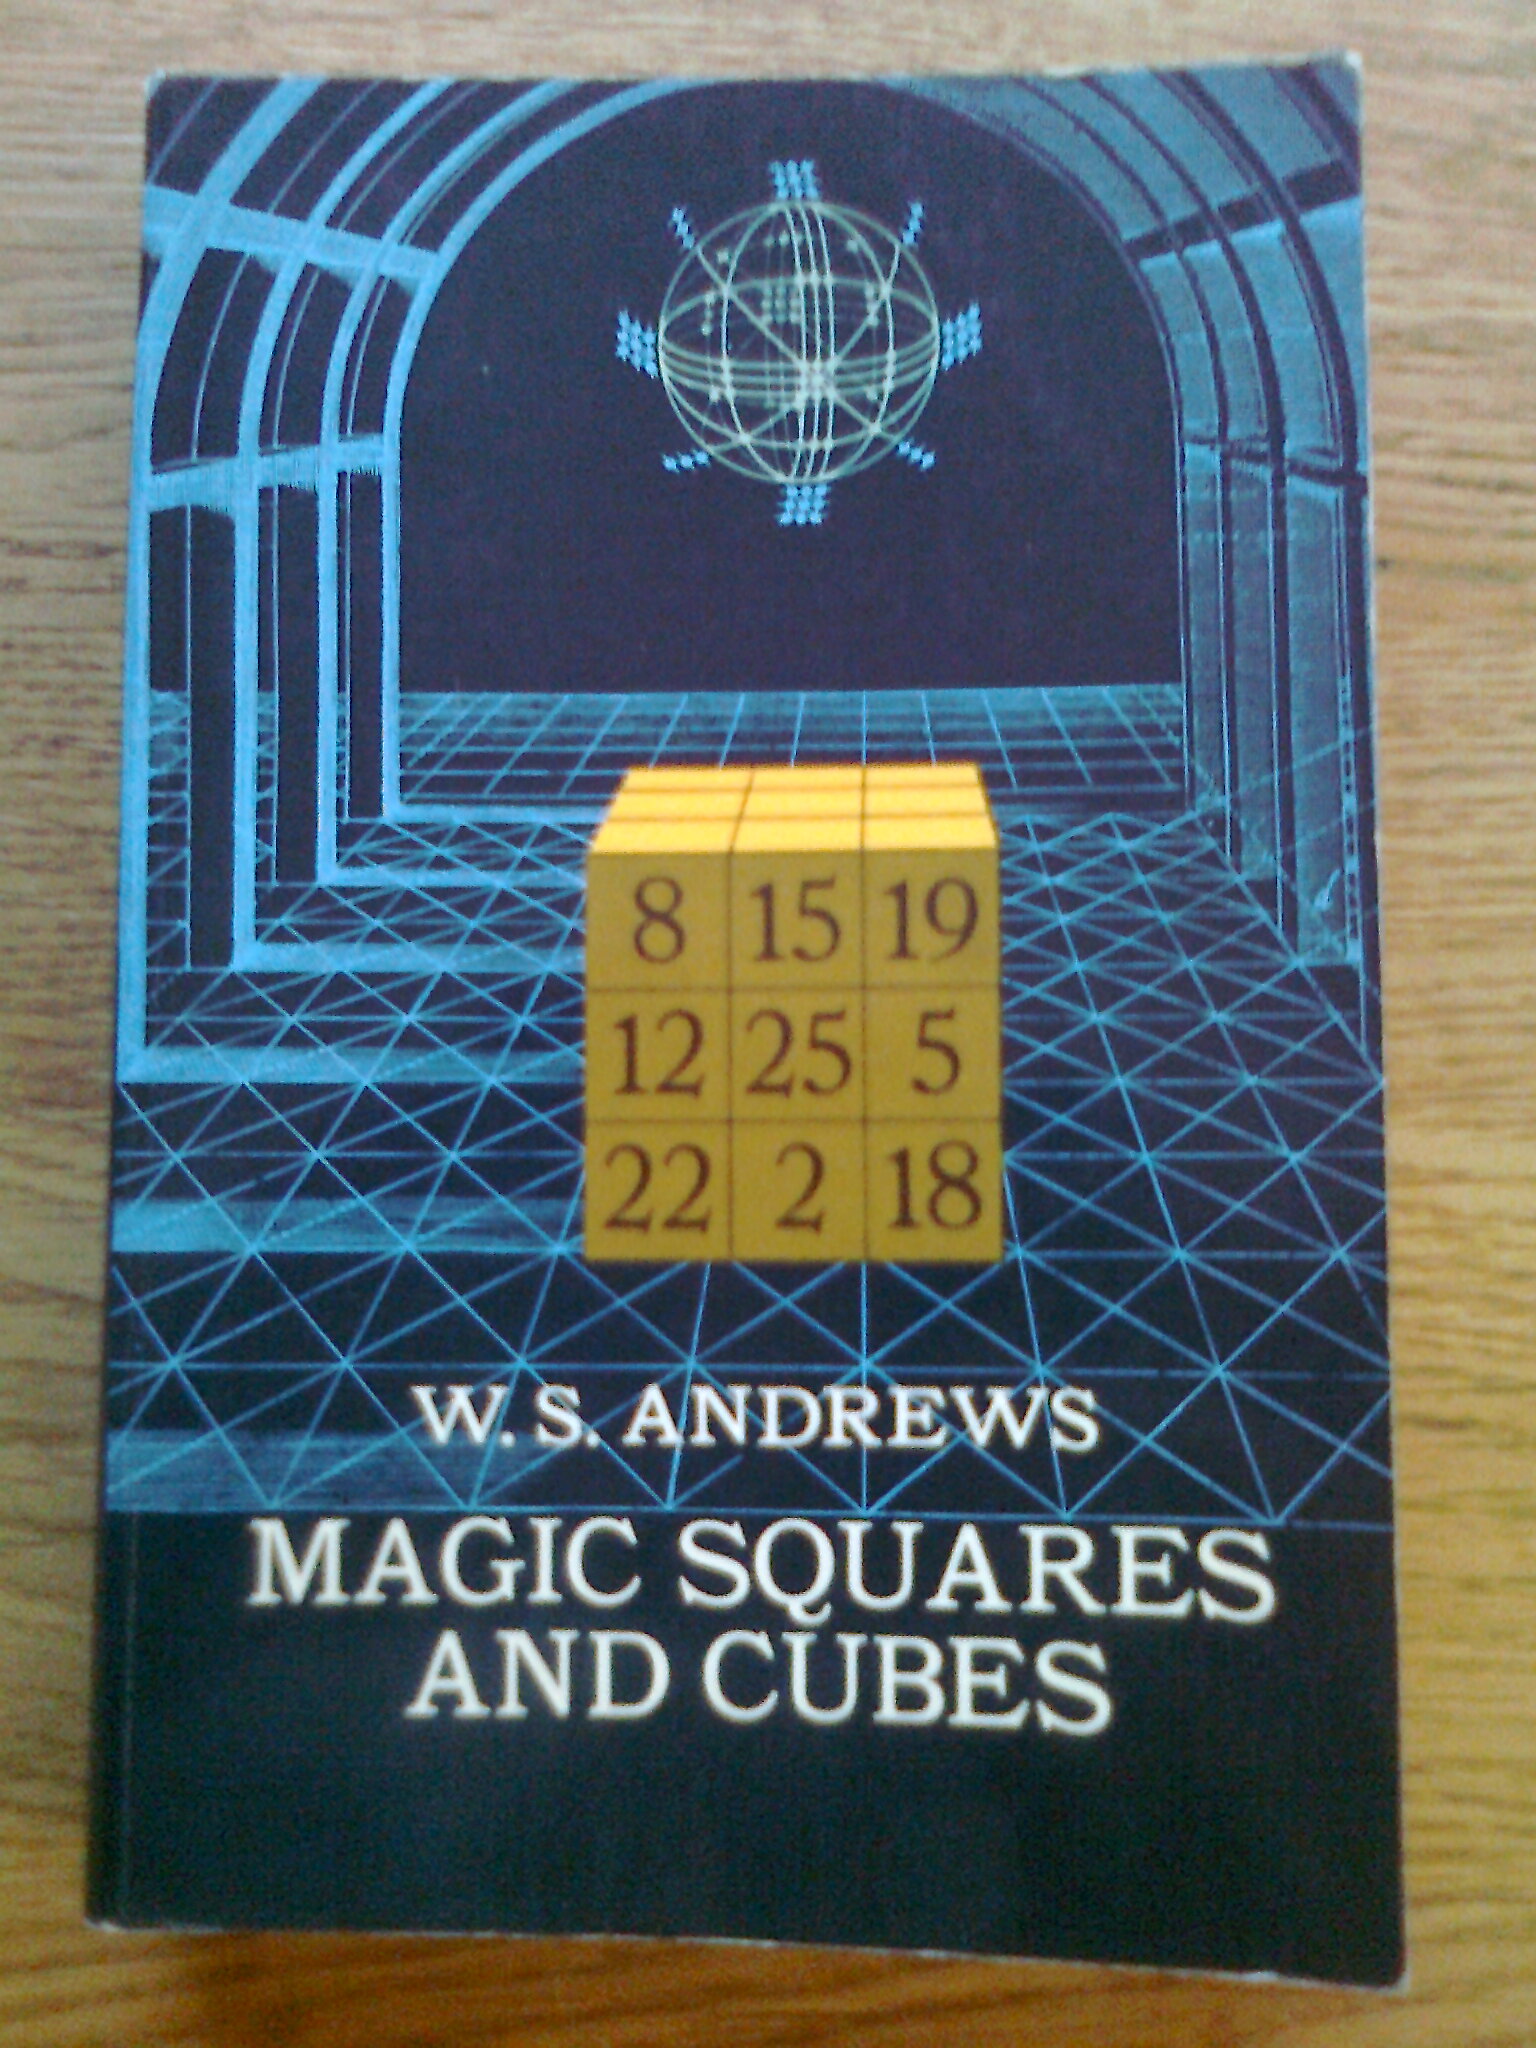 8 15 19
12 25 5
22 2 18
W. S. ANDREWS
MAGIC SQUARES
AND CUBES